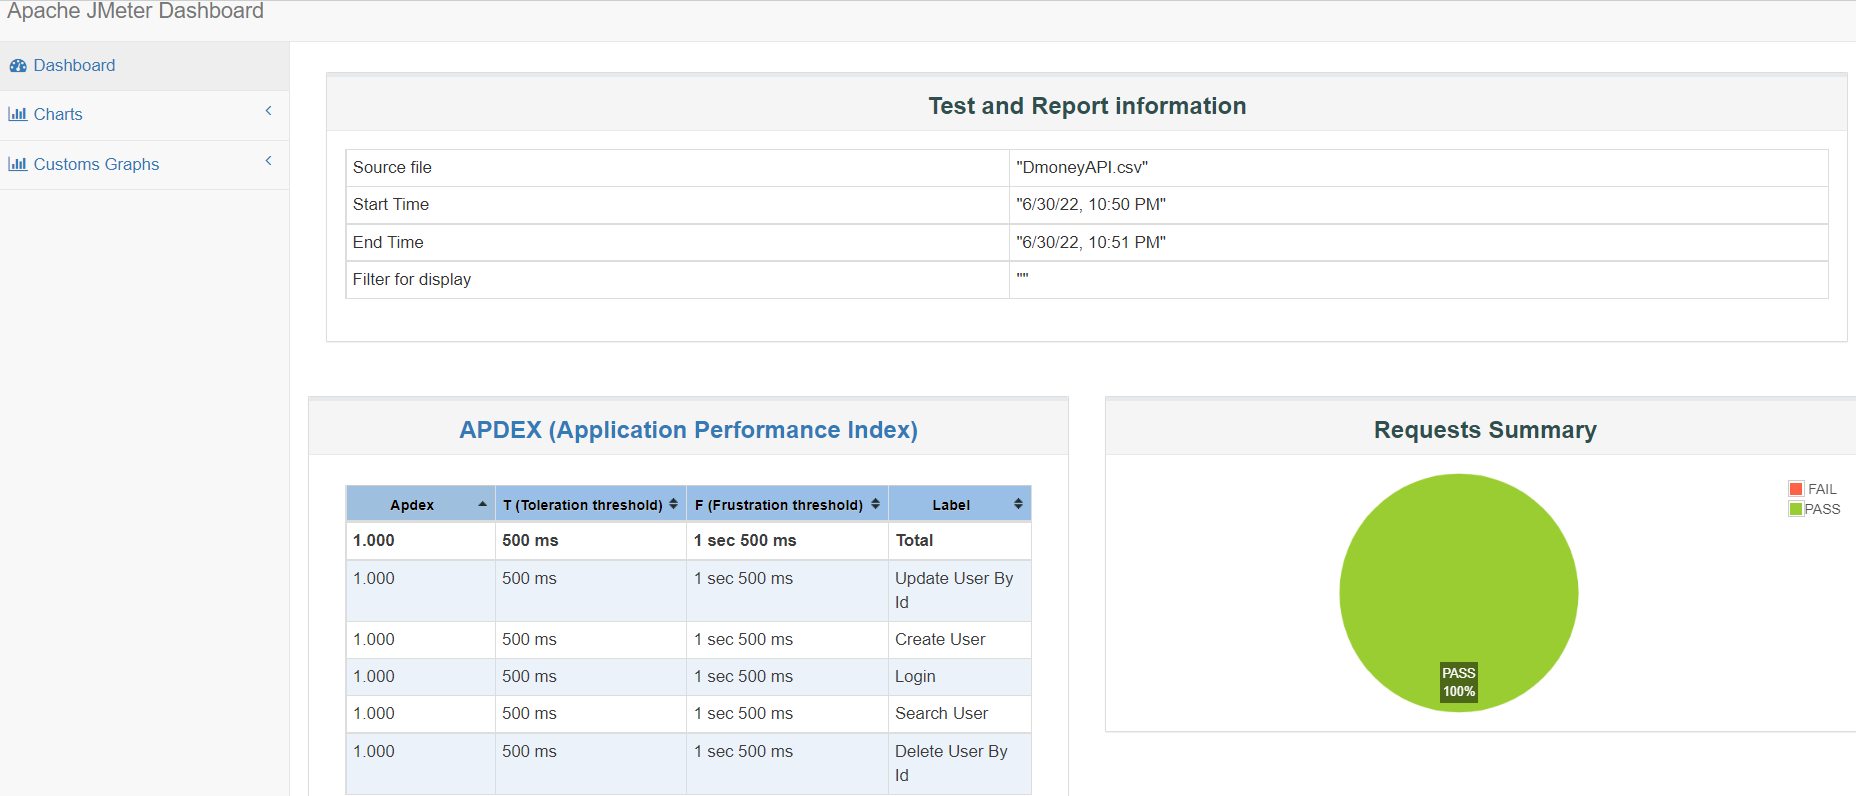 Apache JMeter Dashboard
Dashboard
Charts
Customs Graphs
Test and Report information
Source file "DmoneyAPI.csv"
Start Time "6/30/22, 10:50 PM"
End Time "6/30/22, 10:51 PM"
Filter for display ""
APDEX (Application Performance Index)
Apdex T (Toleration threshold) F (Frustration threshold) Label
1.000 500 ms 1 sec 500 ms Total
1.000 500 ms 1 sec 500 ms Update User By
Id
1.000 500 ms 1 sec 500 ms Create User
1.000 500 ms 1 sec 500 ms Login
1.000 500 ms 1 sec 500 ms Search User
1.000 500 ms 1 sec 500 ms Delete User By
Id
Requests Summary
FAIL
PASS
PASS
100%